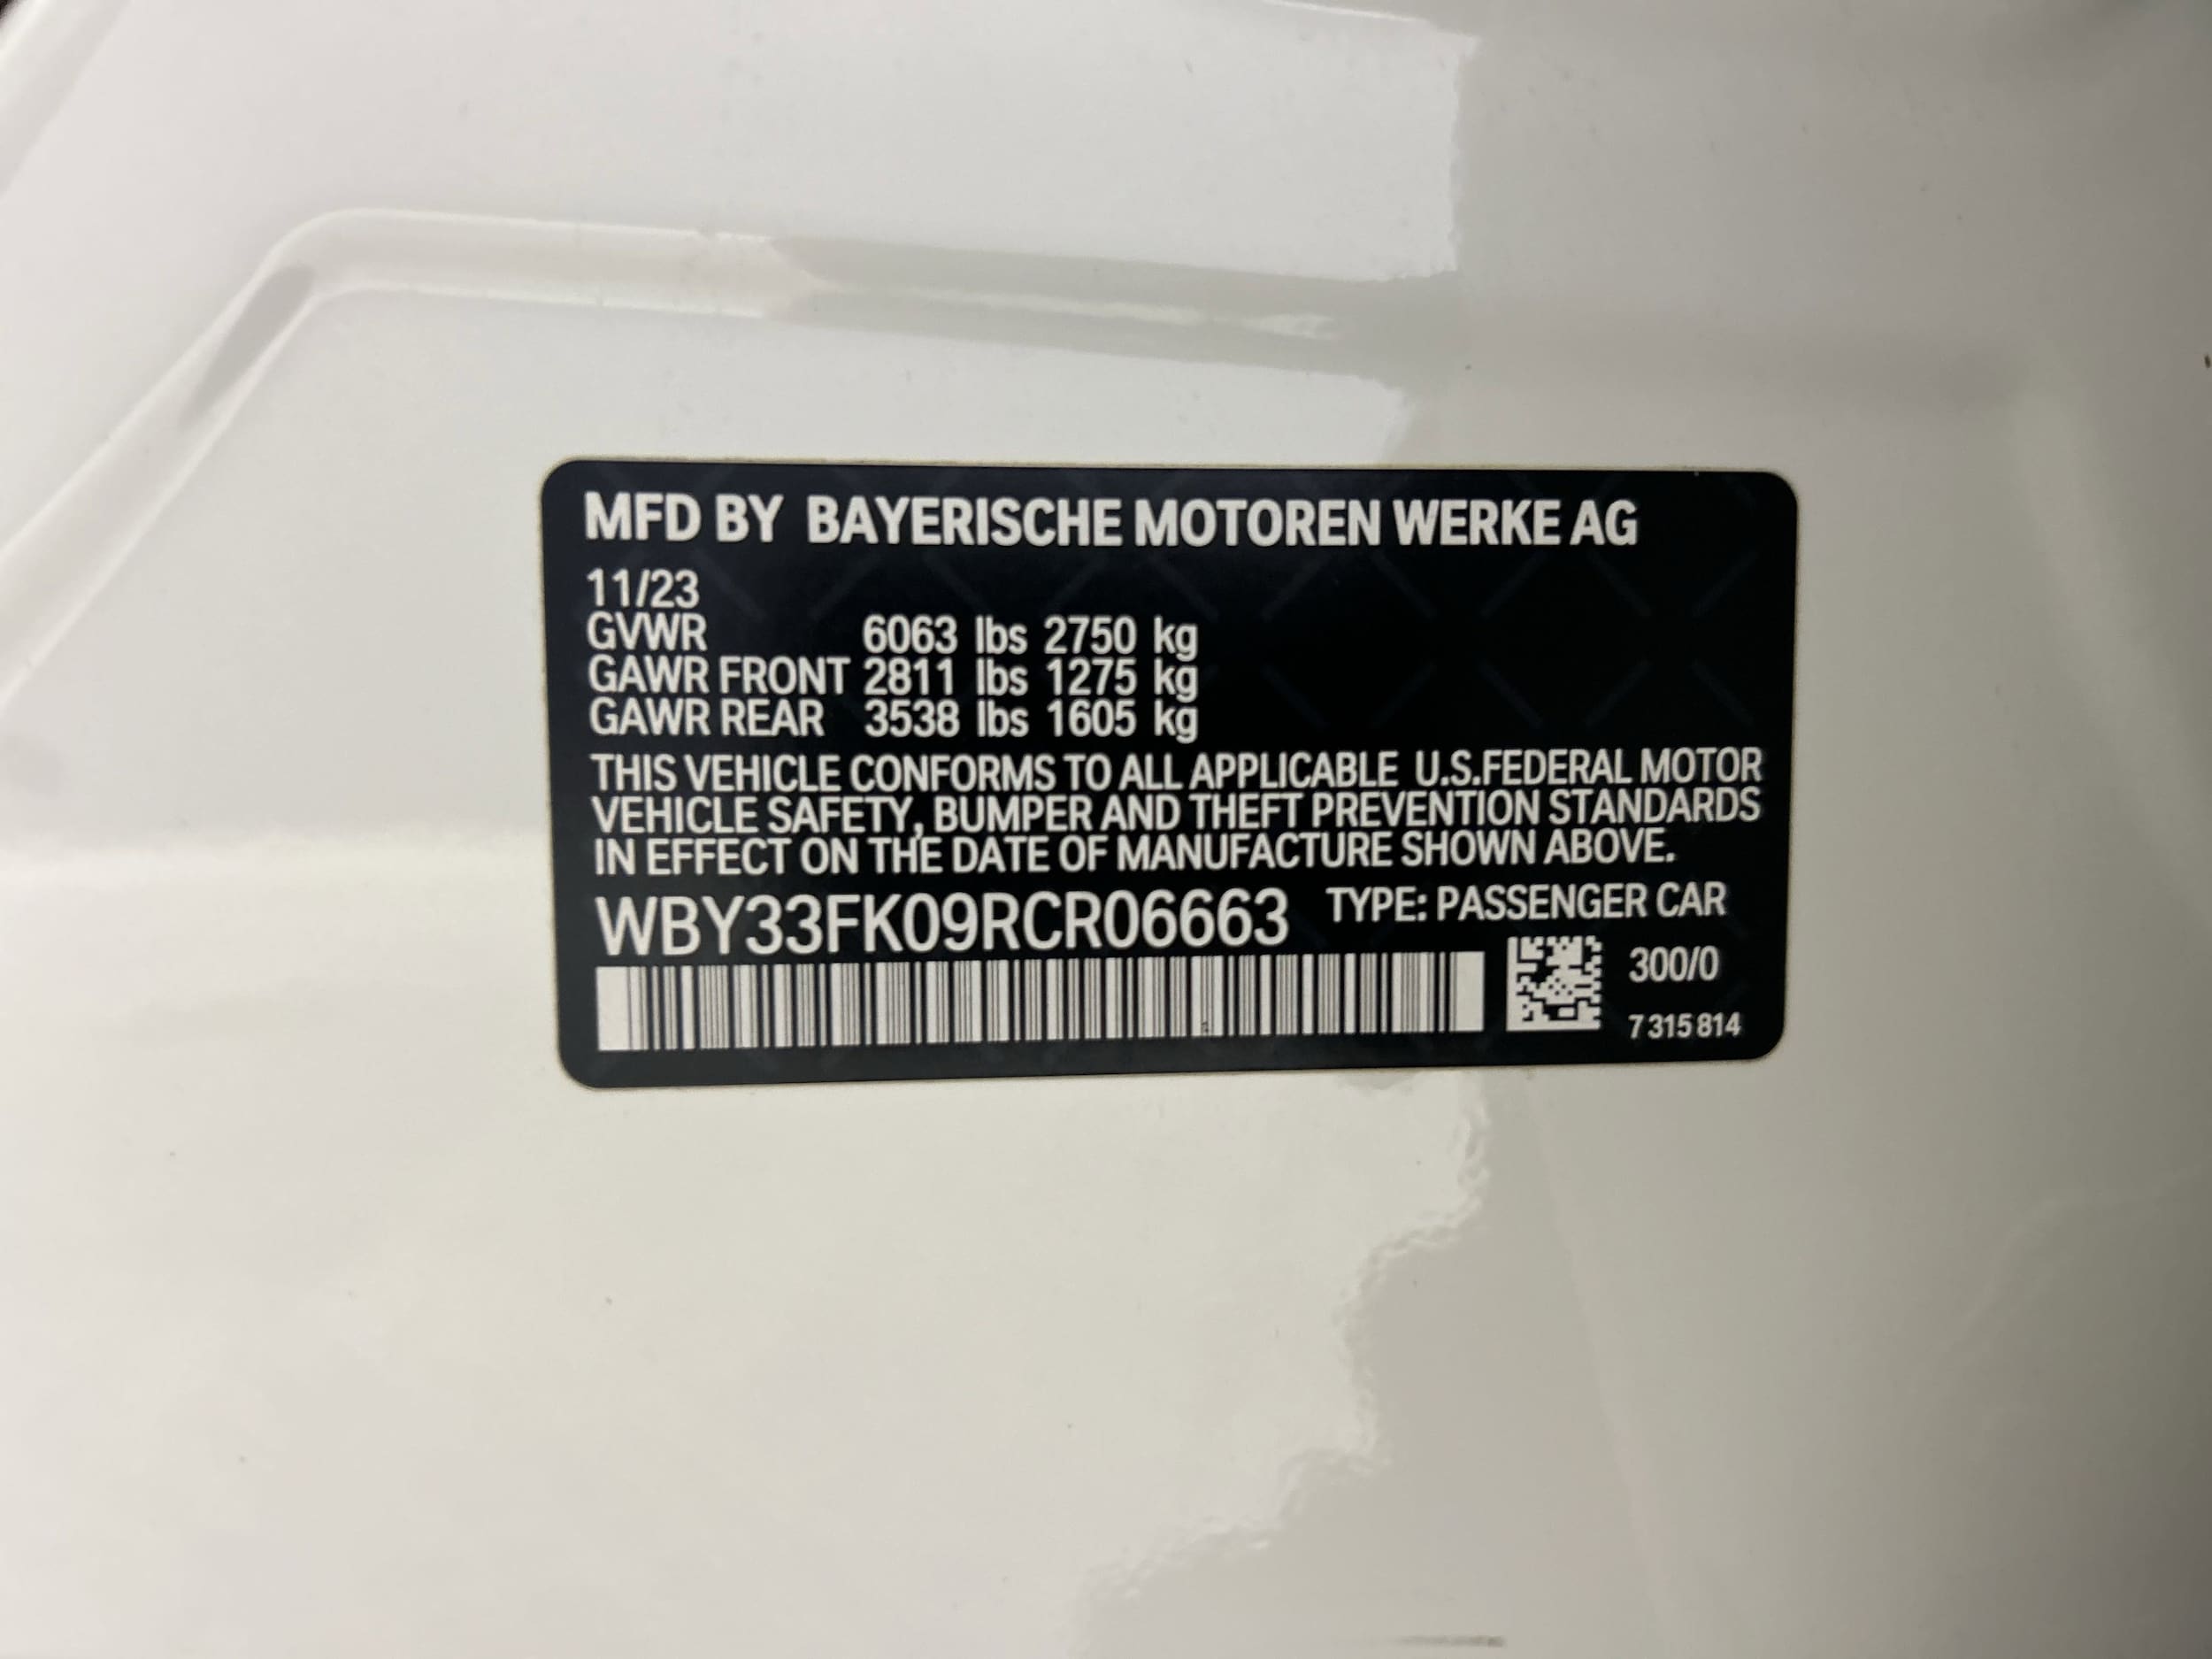 MFD BY BAYERISCHE MOTOREN WERKE AG
11/23
GVWR 6063 lbs 2750 kg
GAWR FRONT 2811 lbs 1275 kg
GAWR REAR 3538 lbs 1605 kg
THIS VEHICLE CONFORMS TO ALL APPLICABLE U.S.FEDERAL MOTOR
VEHICLE SAFETY, BUMPER AND THEFT PREVENTION STANDARDS
IN EFFECT ON THE DATE OF MANUFACTURE SHOWN ABOVE.
WBY33FK09RCR06663 TYPE: PASSENGER CAR
300/0
7 315 814